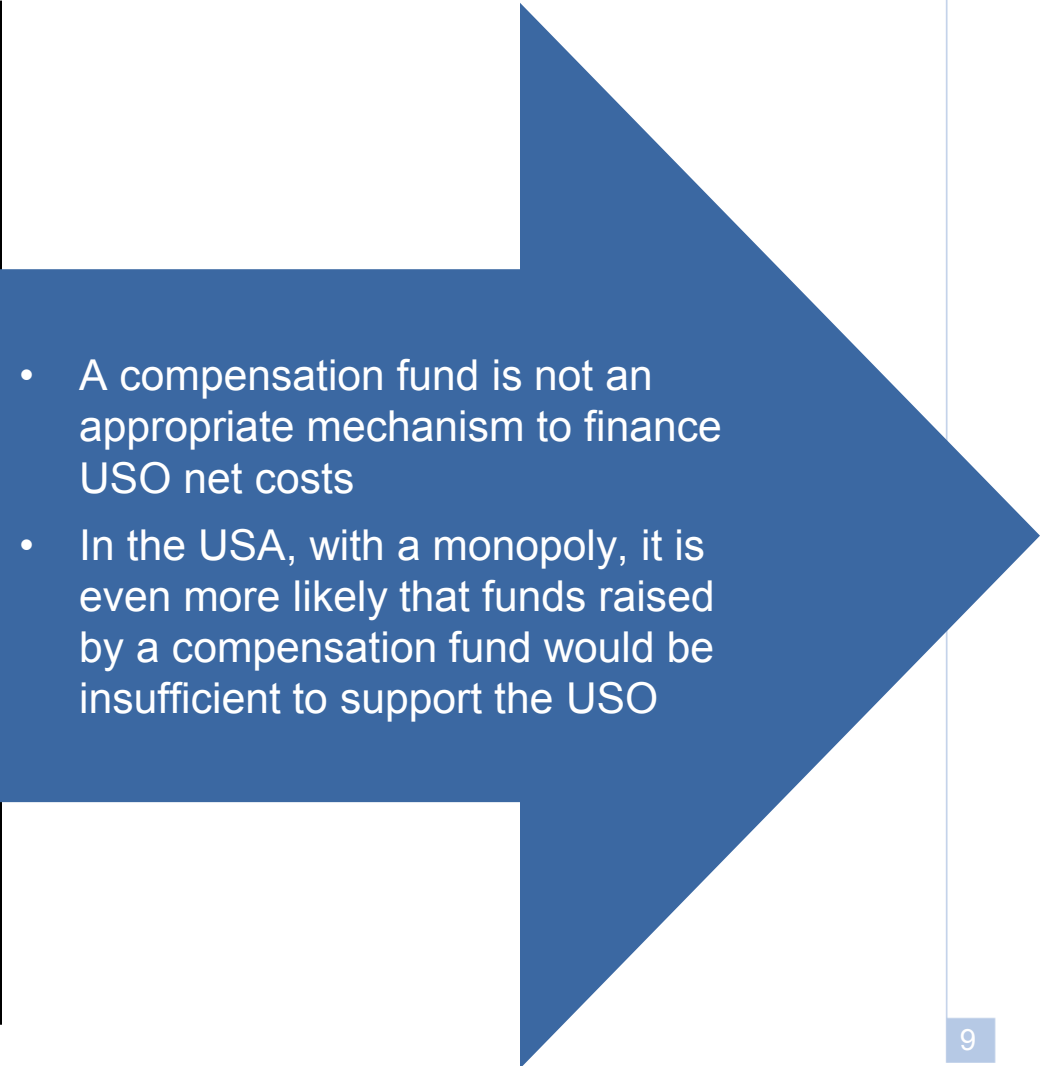 • A compensation fund is not an
appropriate mechanism to finance
USO net costs
• In the USA, with a monopoly, it is
even more likely that funds raised
by a compensation fund would be
insufficient to support the USO
9